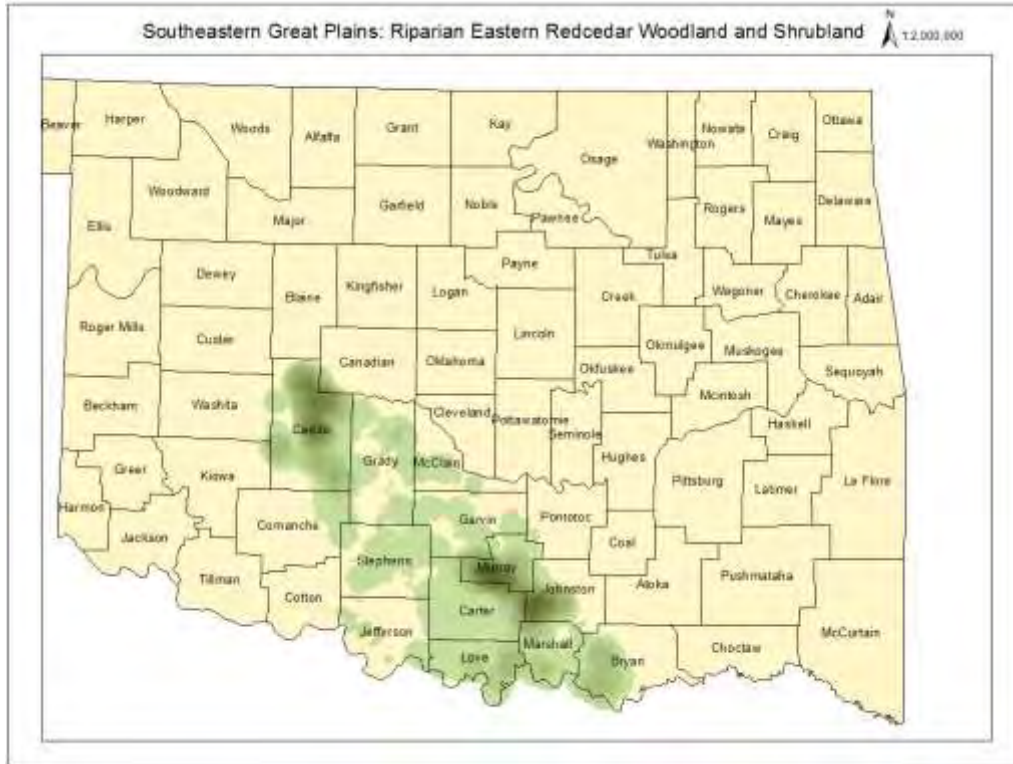 Southeastern Great Plains: Riparian Eastern Redcedar Woodland and Shrubland
N
1:2,000,000
Beaver
Harper
Woods
Alfalfa
Grant
Kay
Osage
Washington
Nowata
Craig
Ottawa
Ellis
Woodward
Major
Garfield
Noble
Pawnee
Rogers
Mayes
Delaware
Dewey
Blaine
Kingfisher
Logan
Payne
Creek
Tulsa
Wagoner
Cherokee
Adair
Roger Mills
Custer
Canadian
Oklahoma
Lincoln
Okfuskee
Okmulgee
Muskogee
Sequoyah
Beckham
Washita
Caddo
Grady
McClain
Cleveland
Pottawatomie
Seminole
Hughes
McIntosh
Haskell
Pittsburg
Latimer
La Flore
Harmon
Greer
Kiowa
Comanche
Stephens
Garvin
Pontotoc
Coal
Jackson
Tillman
Cotton
Jefferson
Murray
Carter
Johnston
Atoka
Pushmataha
McCurtain
Love
Marshall
Bryan
Choctaw